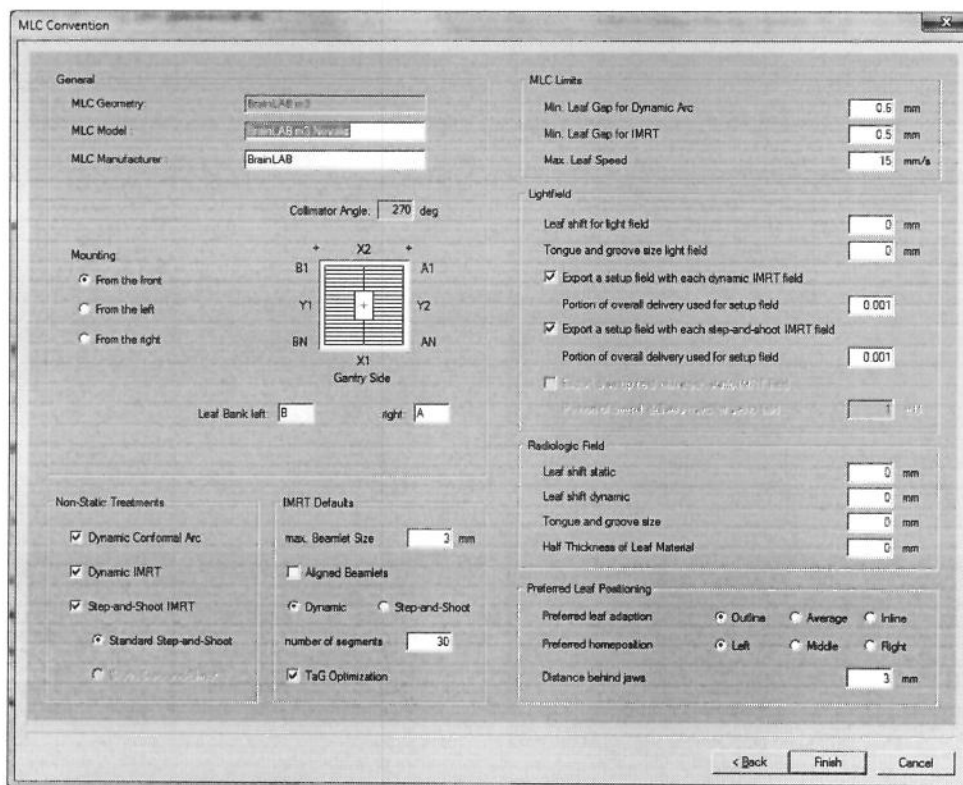 MLC Convention
General
MLC Geometry: BrainLAB m3
MLC Model : BrainLAB m3 Novalis
MLC Manufacturer: BrainLAB
Collimator Angle: 270 deg
Mounting
From the front
From the left
From the right
+ X2 +
B1 A1
Y1 + Y2
BN AN
X1
Gantry Side
Leaf Bank left: B right: A
Non-Static Treatments
Dynamic Conformal Arc
Dynamic IMRT
Step-and-Shoot IMRT
Standard Step-and-Shoot
IMRT Defaults
max. Beamlet Size 3 mm
Aligned Beamlets
Dynamic Step-and-Shoot
number of segments 30
TaG Optimization
MLC Limits
Min. Leaf Gap for Dynamic Arc 0.6 mm
Min. Leaf Gap for IMRT 0.5 mm
Max. Leaf Speed 15 mm/s
Lightfield
Leaf shift for light field 0 mm
Tongue and groove size light field 0 mm
Export a setup field with each dynamic IMRT field
Portion of overall delivery used for setup field 0.001
Export a setup field with each step-and-shoot IMRT field
Portion of overall delivery used for setup field 0.001
1
Radiologic Field
Leaf shift static 0 mm
Leaf shift dynamic 0 mm
Tongue and groove size 0 mm
Half Thickness of Leaf Material 0 mm
Preferred Leaf Positioning
Preferred leaf adaption Outline Average Inline
Preferred homeposition Left Middle Right
Distance behind jaws 3 mm
< Back Finish Cancel